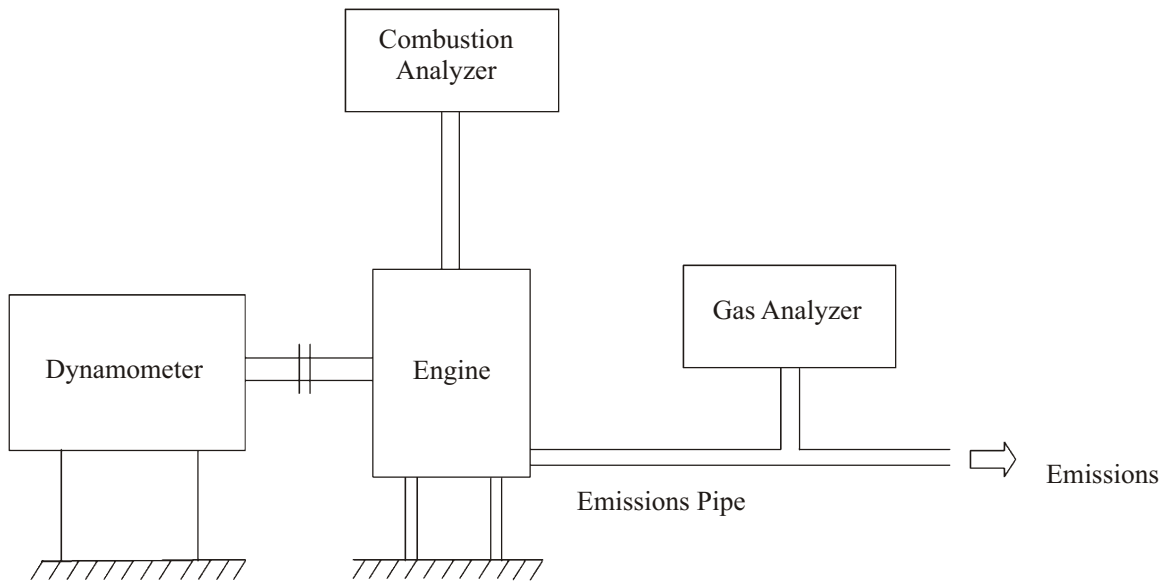 Combustion
Analyzer
Gas Analyzer
Dynamometer
Engine
Emissions
Emissions Pipe